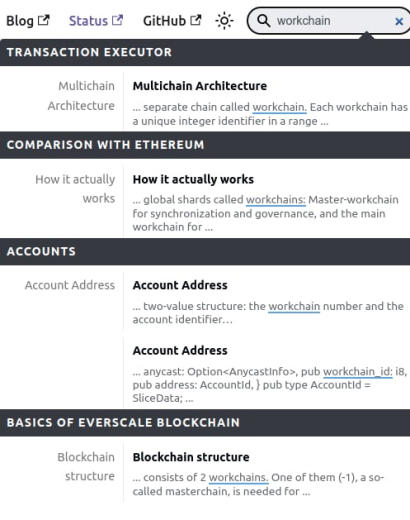 Blog Status GitHub workchain ×
TRANSACTION EXECUTOR
Multichain Architecture
Multichain Architecture
... separate chain called workchain. Each workchain has
a unique integer identifier in a range ...
COMPARISON WITH ETHEREUM
How it actually works
How it actually works
... global shards called workchains: Master-workchain
for synchronization and governance, and the main
workchain for ...
ACCOUNTS
Account Address
Account Address
... two-value structure: the workchain number and the
account identifier…
Account Address
... anycast: Option<AnycastInfo>, pub workchain_id: i8,
pub address: AccountId, } pub type AccountId =
SliceData; ...
BASICS OF EVERSCALE BLOCKCHAIN
Blockchain structure
Blockchain structure
... consists of 2 workchains. One of them (-1), a so-
called masterchain, is needed for ...